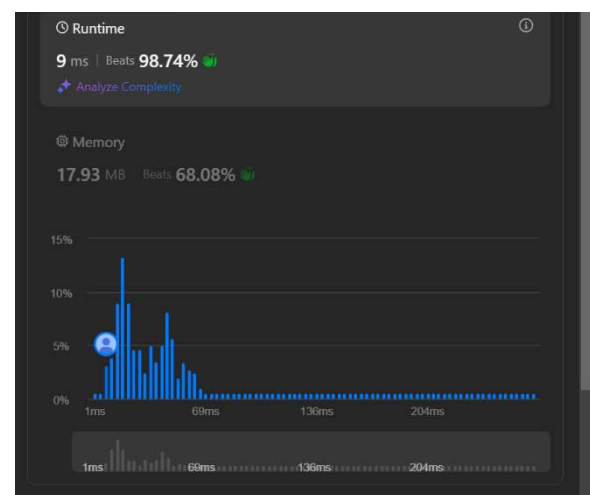 Runtime
9 ms | Beats 98.74%
Analyze Complexity
Memory
17.93 MB Beats 68.08%
15%
10%
5%
0%
1ms 69ms 136ms 204ms
1ms 69ms 136ms 204ms